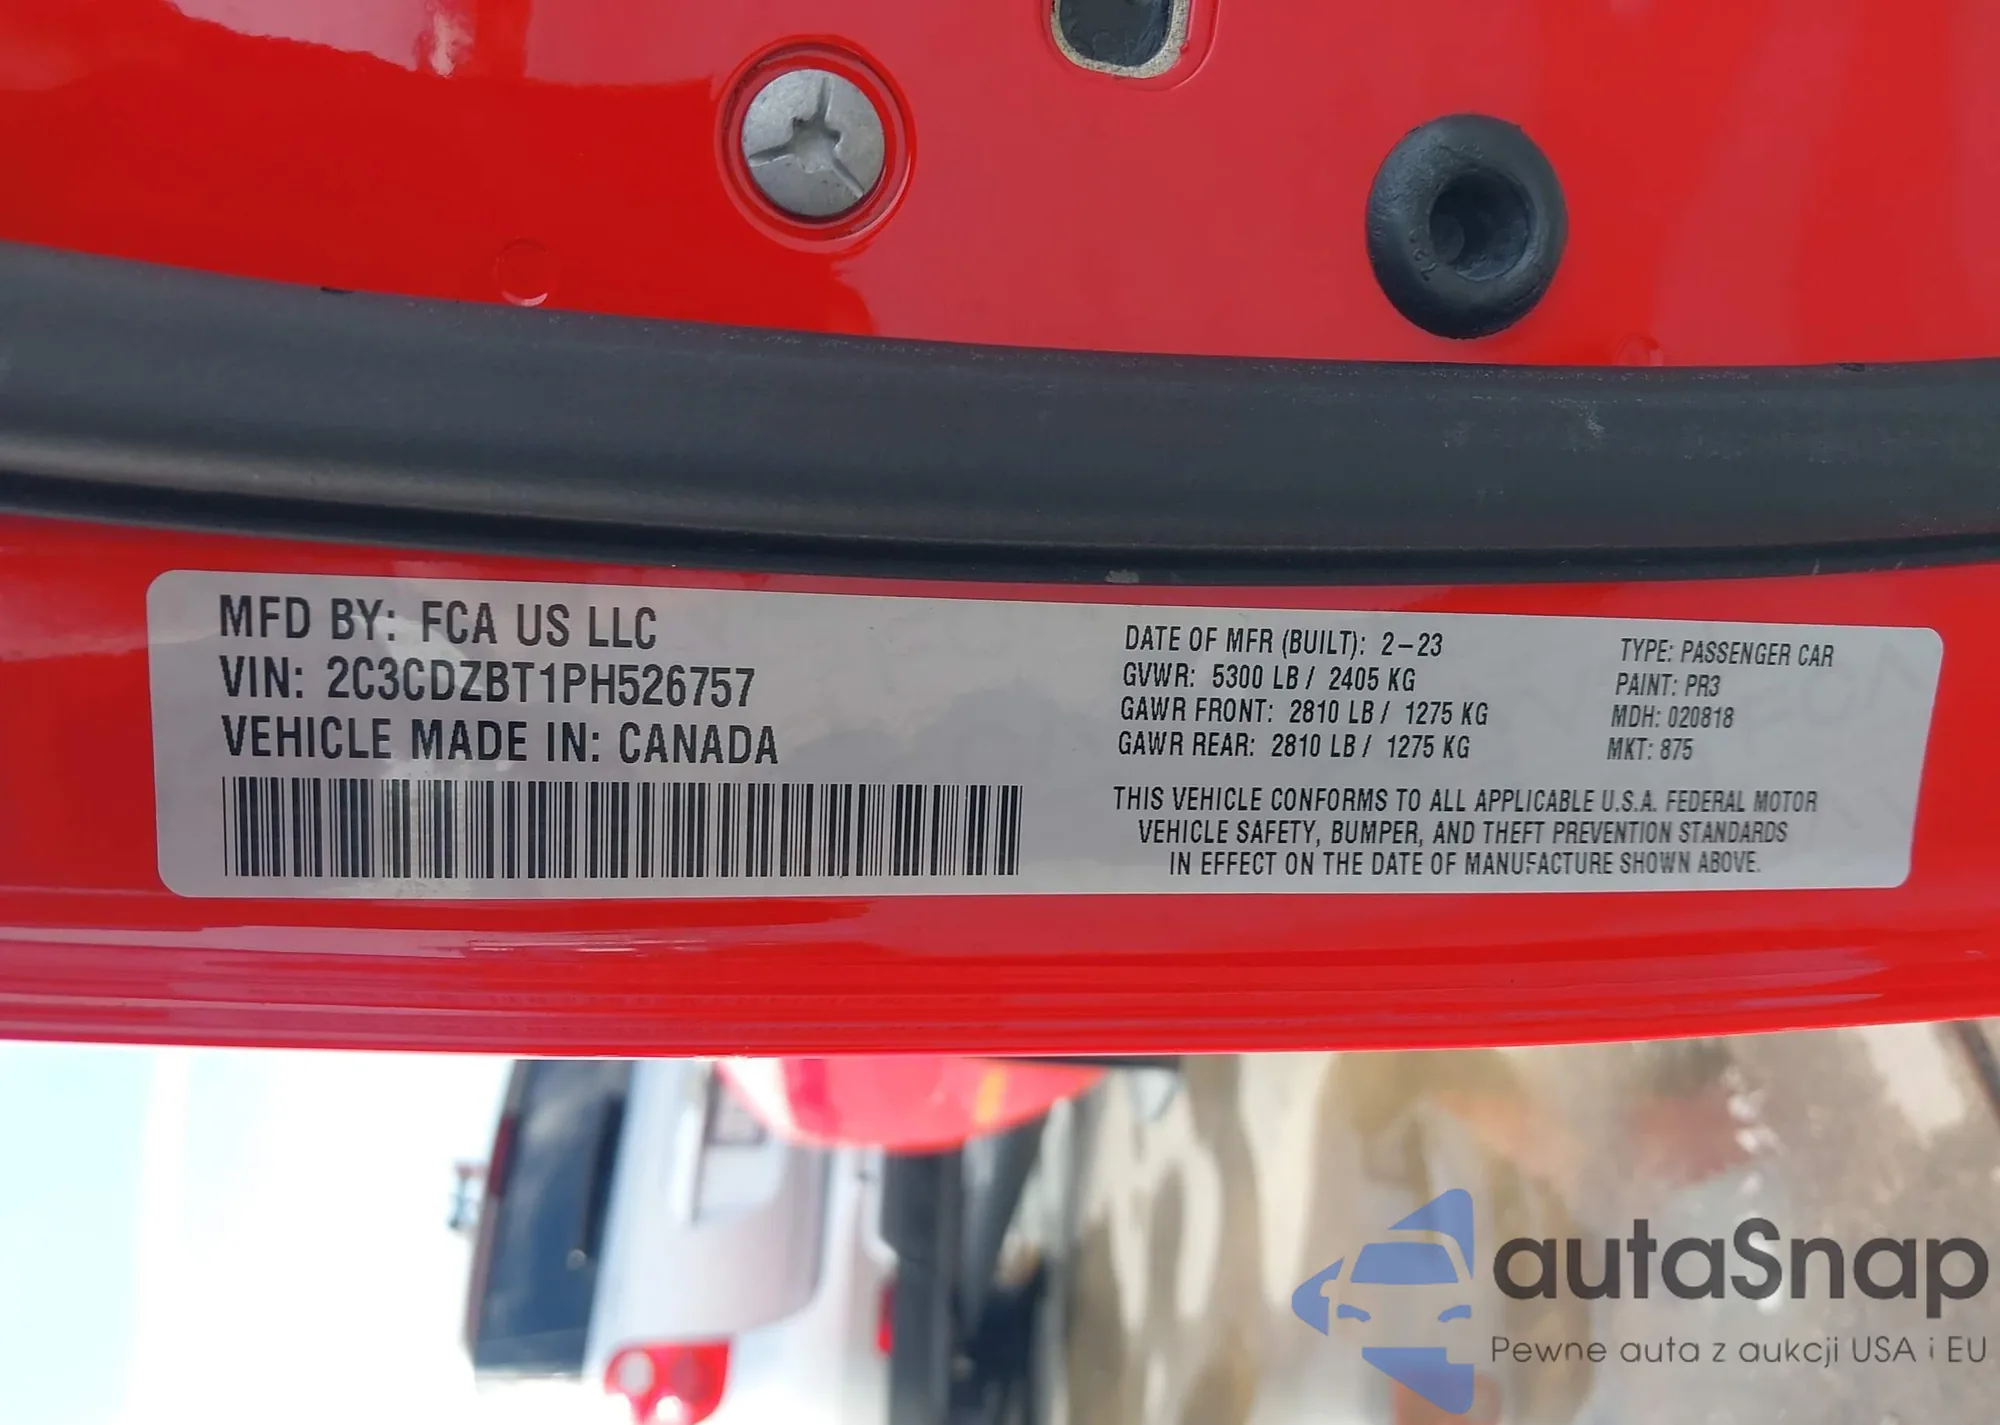 MFD BY: FCA US LLC
VIN: 2C3CDZBT1PH526757
VEHICLE MADE IN: CANADA
DATE OF MFR (BUILT): 2-23
GVWR: 5300 LB / 2405 KG
GAWR FRONT: 2810 LB / 1275 KG
GAWR REAR: 2810 LB / 1275 KG
TYPE: PASSENGER CAR
PAINT: PR3
MDH: 020818
MKT: 875
THIS VEHICLE CONFORMS TO ALL APPLICABLE U.S.A. FEDERAL MOTOR
VEHICLE SAFETY, BUMPER, AND THEFT PREVENTION STANDARDS
IN EFFECT ON THE DATE OF MANUFACTURE SHOWN ABOVE.
autaSnap
Pewne auta z aukcji USA i EU